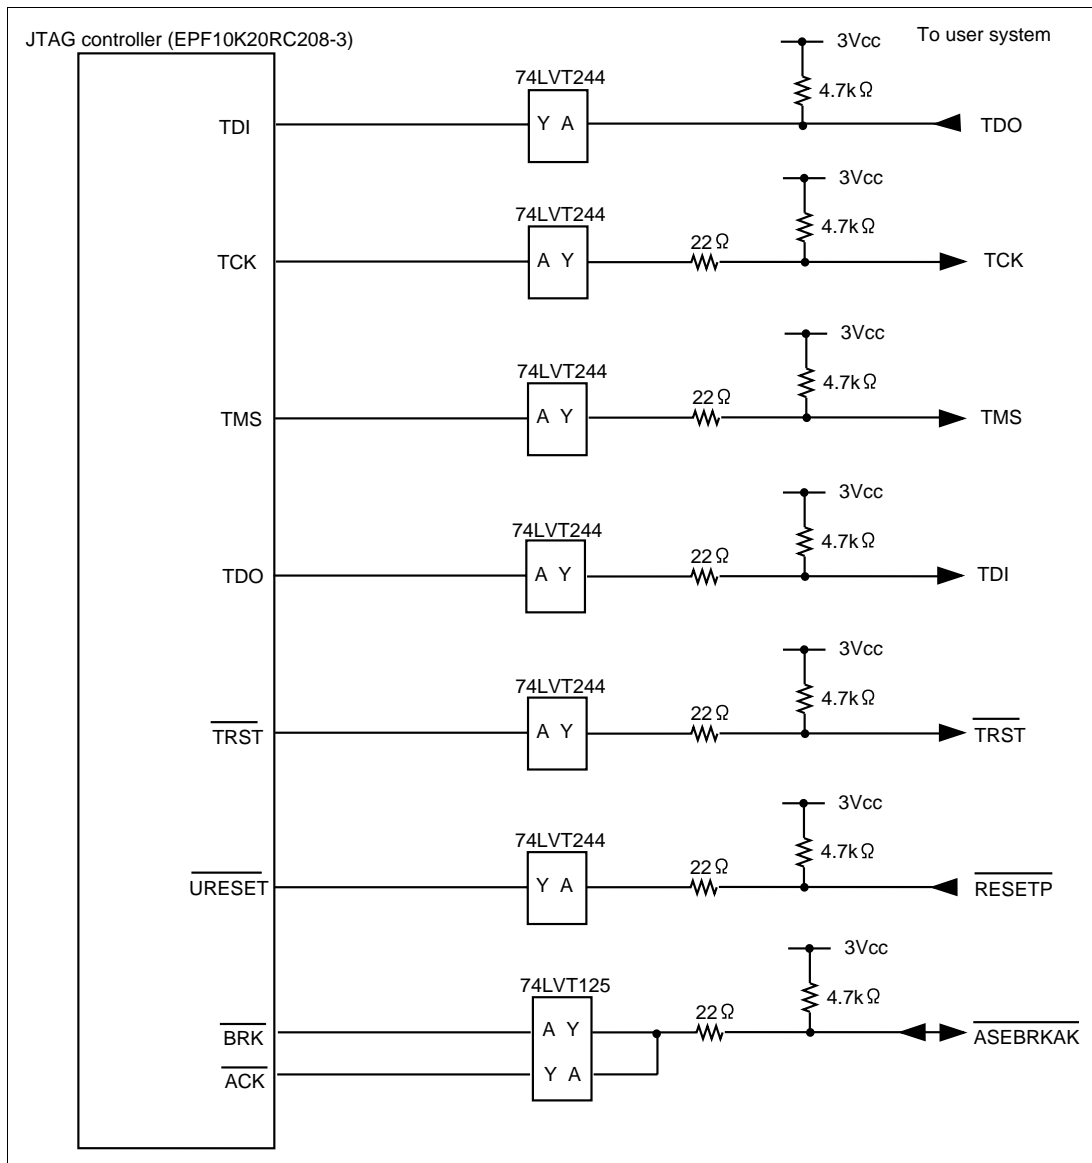 JTAG controller (EPF10K20RC208-3)
To user system
3Vcc
74LVT244
4.7kΩ
TDI
Y A
TDO
3Vcc
74LVT244
4.7kΩ
22Ω
TCK
A Y
TCK
3Vcc
74LVT244
4.7kΩ
22Ω
TMS
A Y
TMS
3Vcc
74LVT244
4.7kΩ
22Ω
TDO
A Y
TDI
3Vcc
74LVT244
4.7kΩ
22Ω
TRST
A Y
TRST
3Vcc
74LVT244
4.7kΩ
22Ω
URESET
Y A
RESETP
3Vcc
74LVT125
4.7kΩ
22Ω
BRK
A Y
ASEBRKAK
ACK
Y A